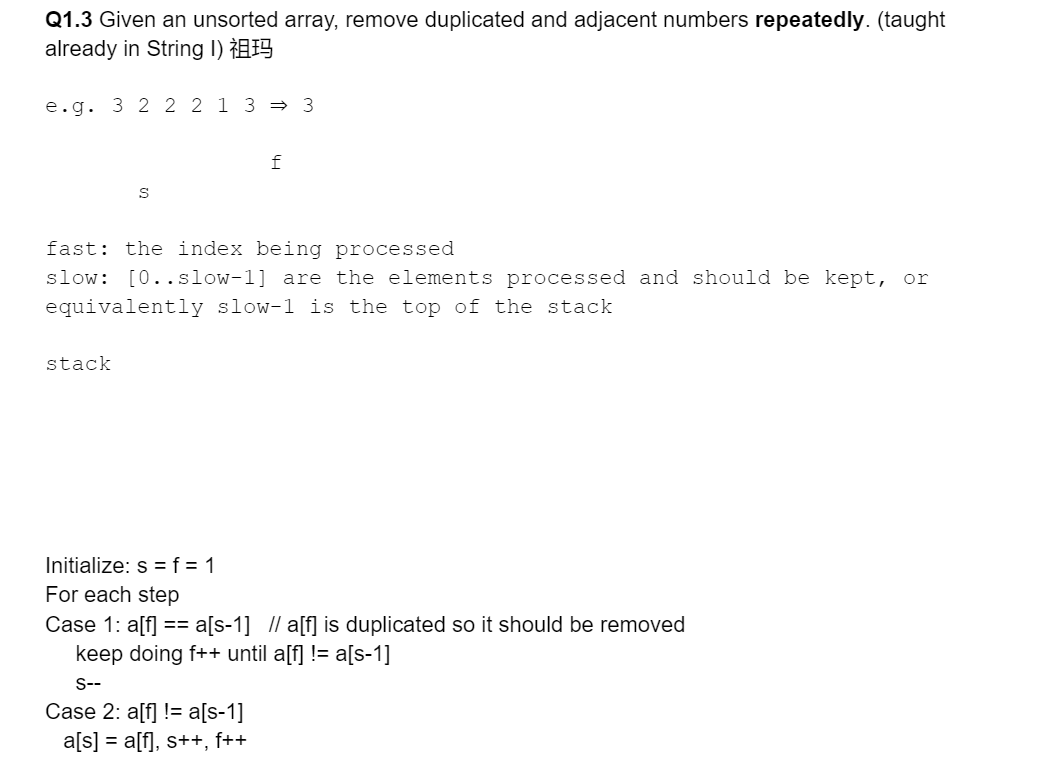 Q1.3 Given an unsorted array, remove duplicated and adjacent numbers repeatedly. (taught
already in String I) 祖玛
e.g. 3 2 2 2 1 3 ⇒ 3
f
s
fast: the index being processed
slow: [0..slow-1] are the elements processed and should be kept, or
equivalently slow-1 is the top of the stack
stack
Initialize: s = f = 1
For each step
Case 1: a[f] == a[s-1]   // a[f] is duplicated so it should be removed
keep doing f++ until a[f] != a[s-1]
s--
Case 2: a[f] != a[s-1]
a[s] = a[f], s++, f++